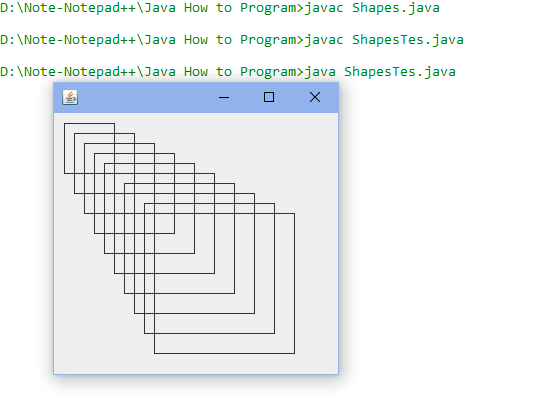 D:\Note-Notepad++\Java How to Program>javac Shapes.java
D:\Note-Notepad++\Java How to Program>javac ShapesTes.java
D:\Note-Notepad++\Java How to Program>java ShapesTes.java